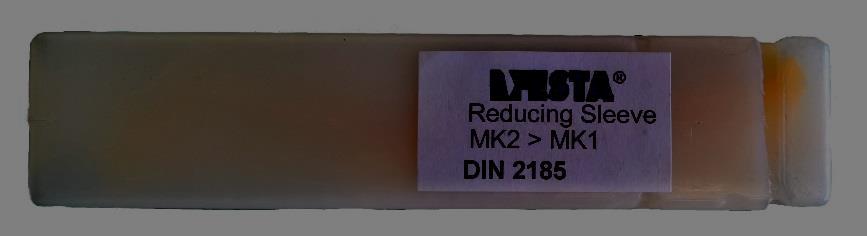 Reducing Sleeve
MK2 > MK1
DIN 2185